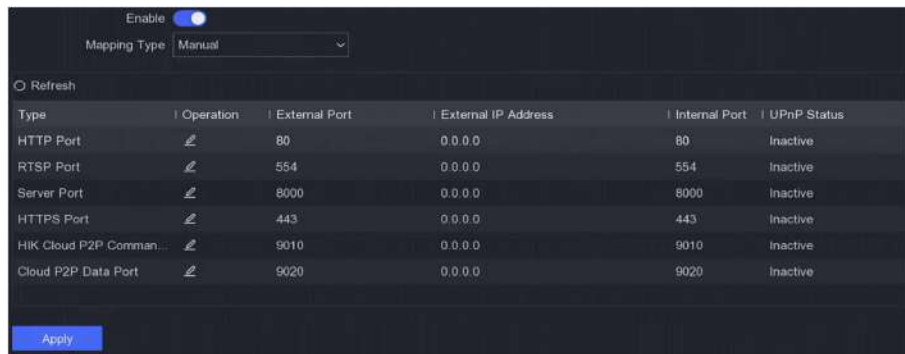 Enable
Mapping Type Manual
Refresh
Type Operation External Port External IP Address Internal Port UPnP Status
HTTP Port 80 0.0.0.0 80 Inactive
RTSP Port 554 0.0.0.0 554 Inactive
Server Port 8000 0.0.0.0 8000 Inactive
HTTPS Port 443 0.0.0.0 443 Inactive
HIK Cloud P2P Comman... 9010 0.0.0.0 9010 Inactive
Cloud P2P Data Port 9020 0.0.0.0 9020 Inactive
Apply